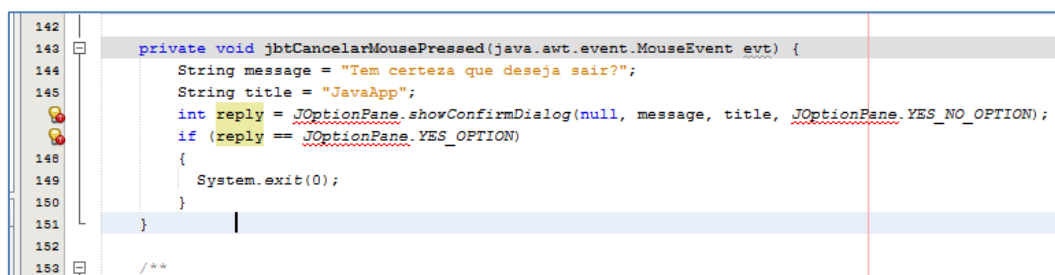 142
143 private void jbtCancelarMousePressed(java.awt.event.MouseEvent evt) {
144 String message = "Tem certeza que deseja sair?";
145 String title = "JavaApp";
int reply = JOptionPane.showConfirmDialog(null, message, title, JOptionPane.YES_NO_OPTION);
if (reply == JOptionPane.YES_OPTION)
148 {
149 System.exit(0);
150 }
151 }
152
153 /**